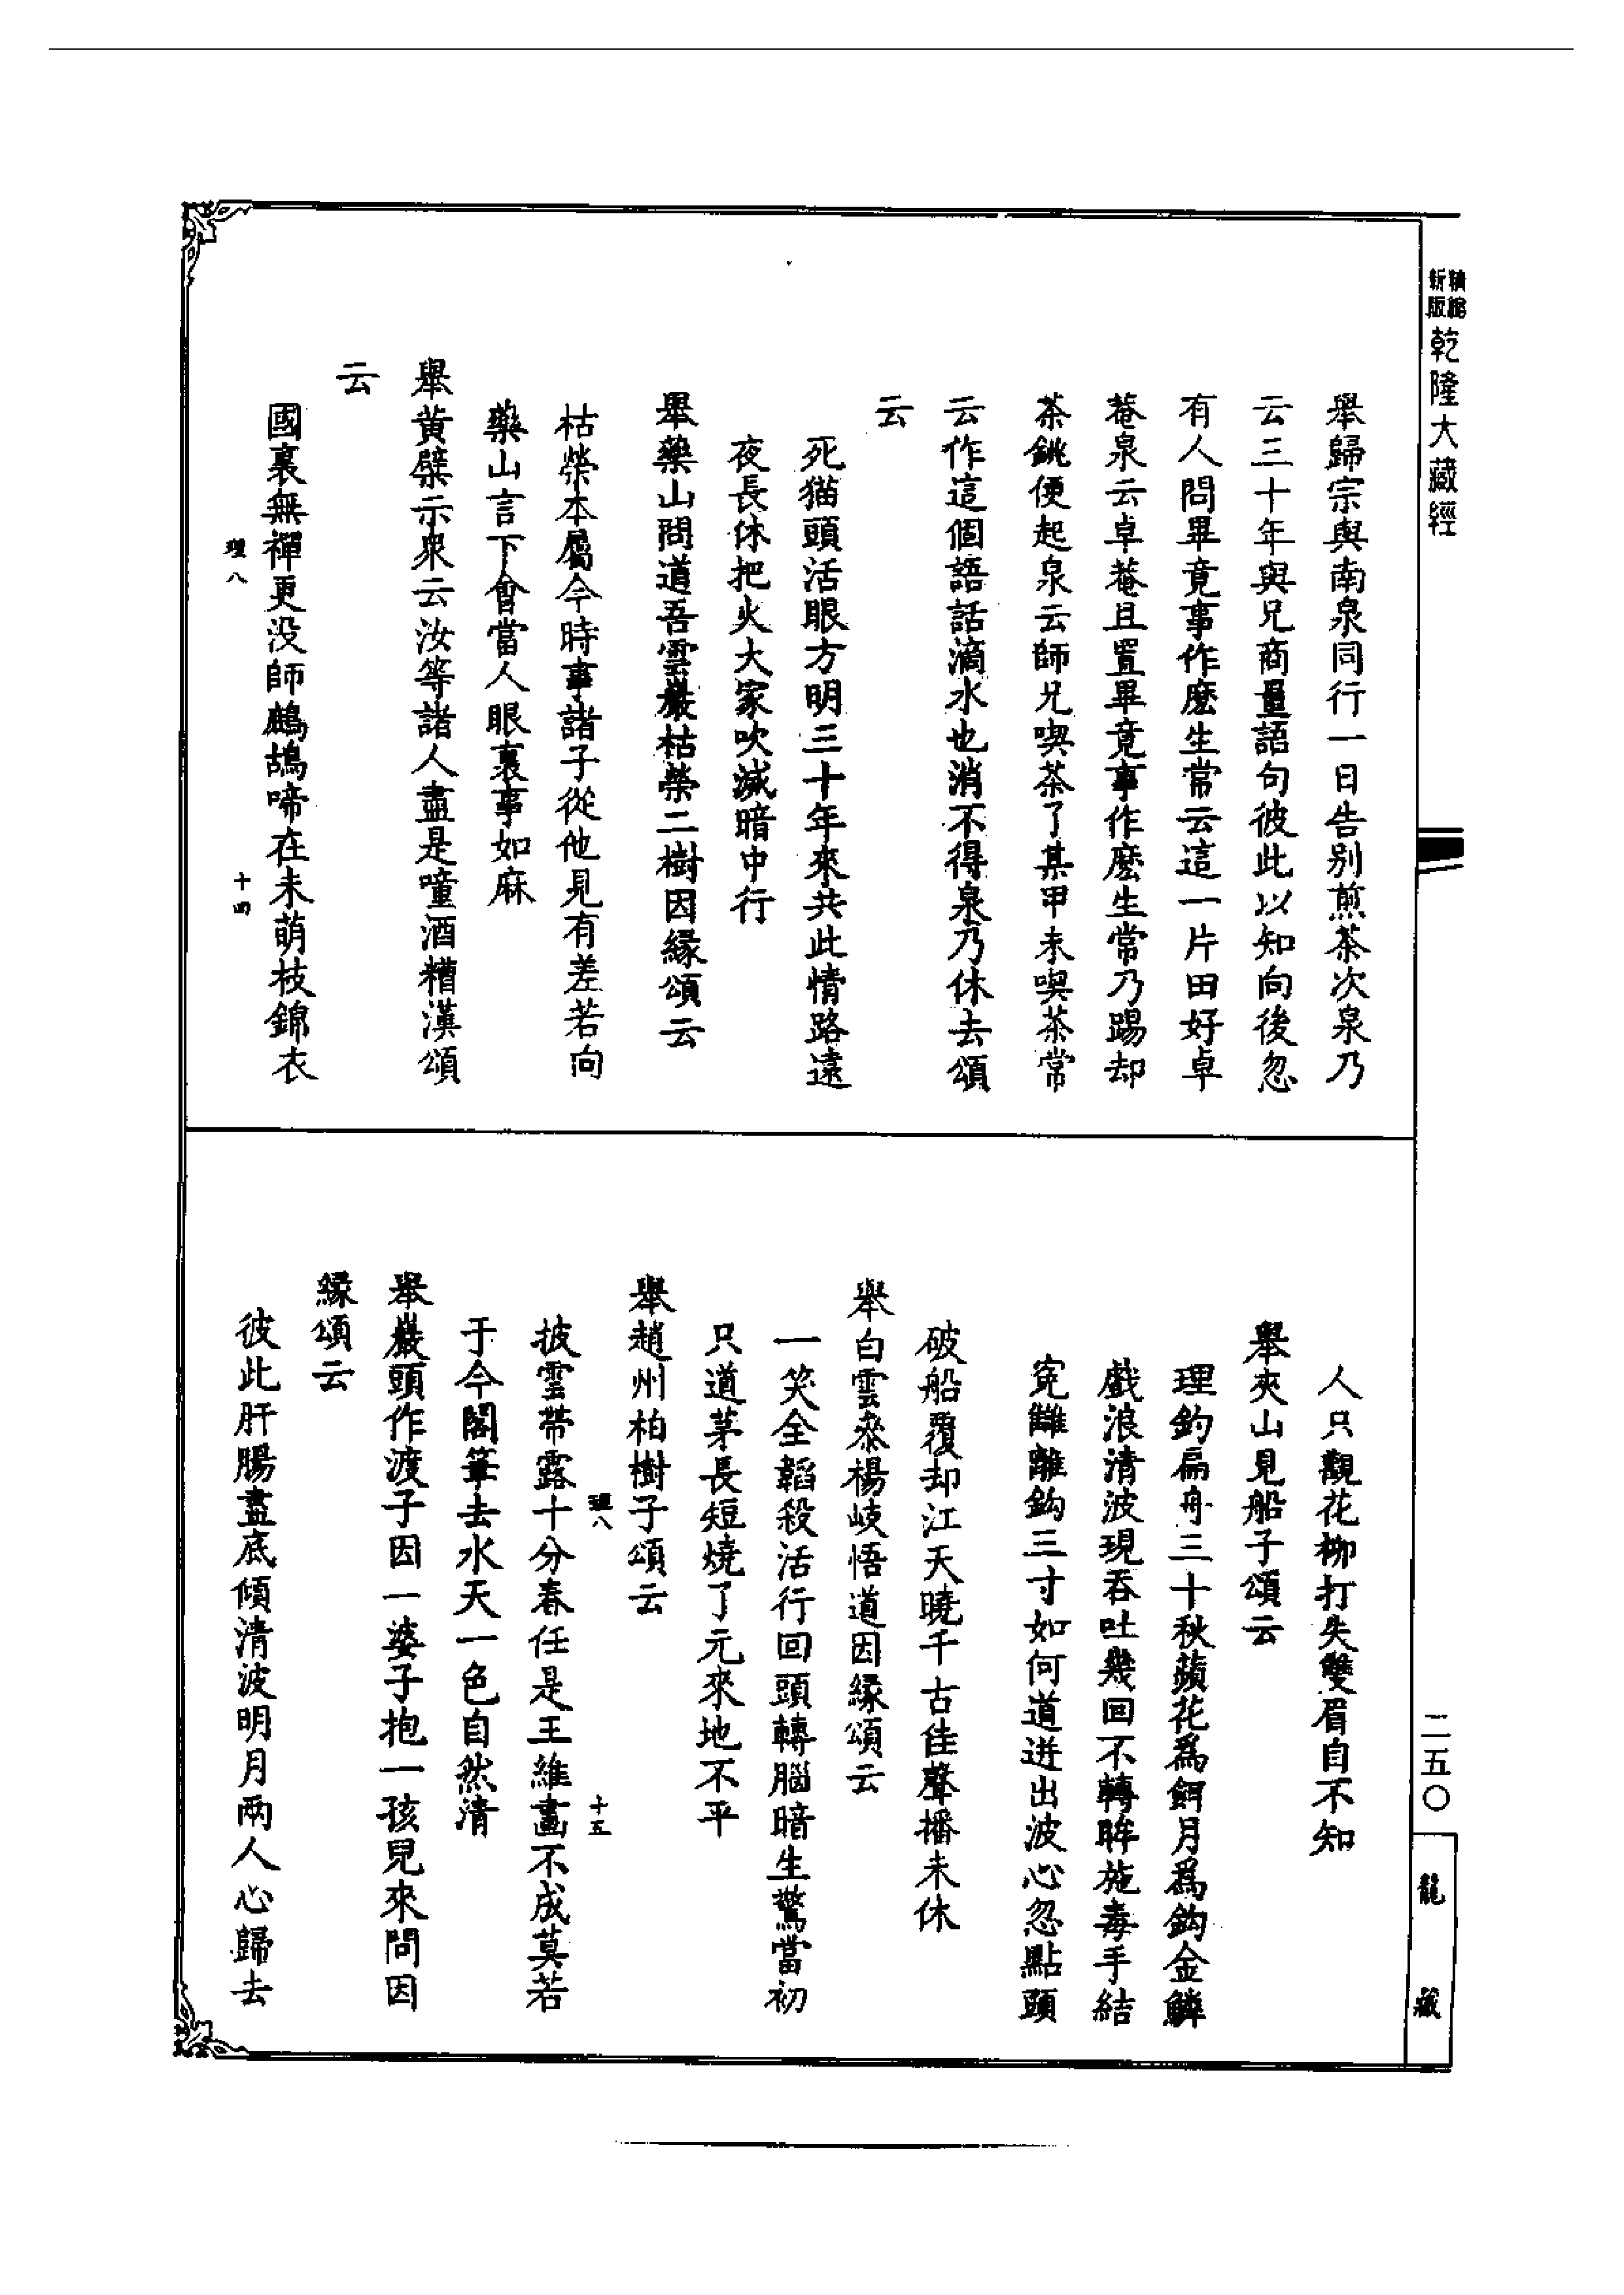 新版精縮乾隆大藏經
舉歸宗與南泉同行一日告别煎茶次泉乃
云三十年與兄商量語句彼此以知向後忽
有人問畢竟事作麽生常云這一片田好卓
菴泉云卓菴且置畢竟事作麽生常乃踢却
茶銚便起泉云師兄喫茶了某甲未喫茶常
云作這個語話滴水也消不得泉乃休去頌
云
死猫頭活眼方明三十年來共此情路遠
夜長休把火大家吹滅暗中行
舉藥山問道吾雲巖枯榮二樹因緣頌云
枯榮本屬今時事諸子從他見有差若向
藥山言下會當人眼裏事如麻
舉黃檗示衆云汝等諸人盡是噇酒糟漢頌
云
國裏無禪更没師鷓鴣啼在未萌枝錦衣
理八 十四
人只觀花柳打失雙眉自不知
舉夾山見船子頌云
理釣扁舟三十秋蘋花爲餌月爲鈎金鱗
戲浪清波現吞吐幾回不轉眸施毒手結
寃讎離鈎三寸如何道迸出波心忽點頭
破船覆却江天曉千古佳聲播未休
舉白雲叅楊岐悟道因緣頌云
一笑全韜殺活行回頭轉腦暗生驚當初
只道茅長短燒了元來地不平
舉趙州柏樹子頌云
理八 十五
披雲帶露十分春任是王維畫不成莫若
于今閣筆去水天一色自然清
舉巖頭作渡子因一婆子抱一孩兒來問因
緣頌云
彼此肝腸盡底傾清波明月兩人心歸去
二五〇
龍藏